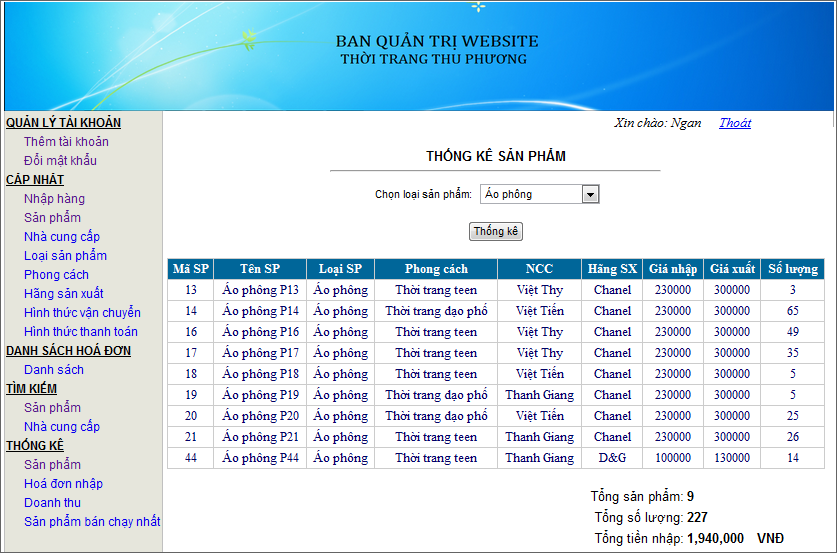 BAN QUẢN TRỊ WEBSITE
THỜI TRANG THU PHƯƠNG
Xin chào: Ngan Thoát
QUẢN LÝ TÀI KHOẢN
Thêm tài khoản
Đổi mật khẩu
CẬP NHẬT
Nhập hàng
Sản phẩm
Nhà cung cấp
Loại sản phẩm
Phong cách
Hãng sản xuất
Hình thức vận chuyển
Hình thức thanh toán
DANH SÁCH HOÁ ĐƠN
Danh sách
TÌM KIẾM
Sản phẩm
Nhà cung cấp
THỐNG KÊ
Sản phẩm
Hoá đơn nhập
Doanh thu
Sản phẩm bán chạy nhất
THỐNG KÊ SẢN PHẨM
Chọn loại sản phẩm: Áo phông
Thống kê
Mã SP Tên SP Loại SP Phong cách NCC Hãng SX Giá nhập Giá xuất Số lượng
13 Áo phông P13 Áo phông Thời trang teen Việt Thy Chanel 230000 300000 3
14 Áo phông P14 Áo phông Thời trang dạo phố Việt Tiến Chanel 230000 300000 65
16 Áo phông P16 Áo phông Thời trang teen Việt Thy Chanel 230000 300000 49
17 Áo phông P17 Áo phông Thời trang teen Việt Thy Chanel 230000 300000 35
18 Áo phông P18 Áo phông Thời trang teen Việt Tiến Chanel 230000 300000 5
19 Áo phông P19 Áo phông Thời trang dạo phố Thanh Giang Chanel 230000 300000 5
20 Áo phông P20 Áo phông Thời trang dạo phố Việt Tiến Chanel 230000 300000 25
21 Áo phông P21 Áo phông Thời trang teen Thanh Giang Chanel 230000 300000 26
44 Áo phông P44 Áo phông Thời trang teen Thanh Giang D&G 100000 130000 14
Tổng sản phẩm: 9
Tổng số lượng: 227
Tổng tiền nhập: 1,940,000 VNĐ